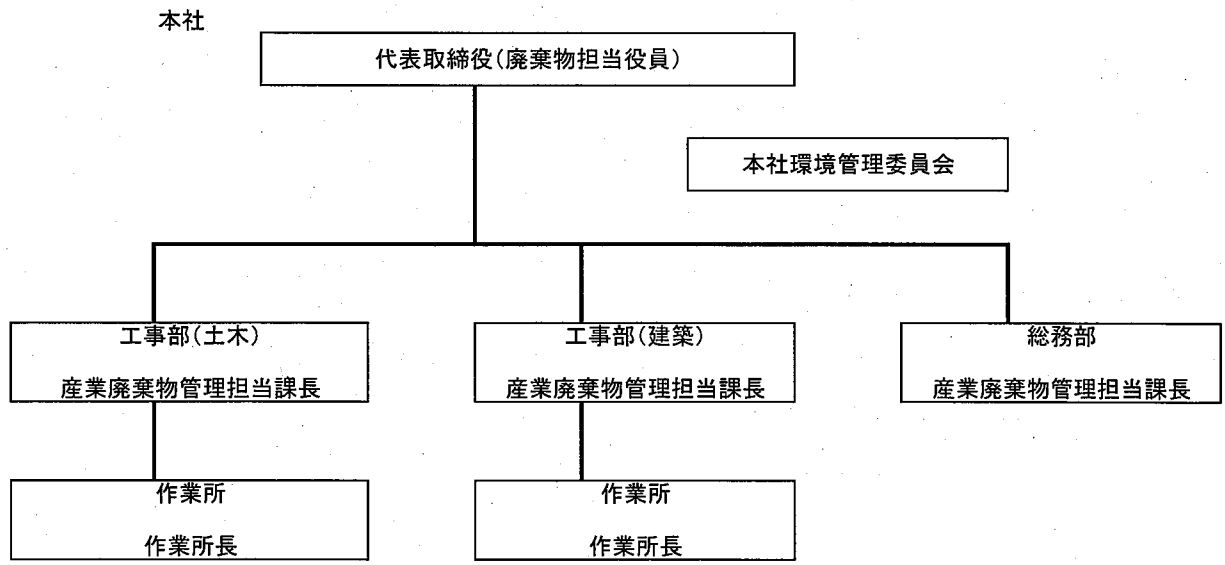 本社
代表取締役(廃棄物担当役員)
本社環境管理委員会
工事部(土木)
産業廃棄物管理担当課長
工事部(建築)
産業廃棄物管理担当課長
総務部
産業廃棄物管理担当課長
作業所
作業所長
作業所
作業所長